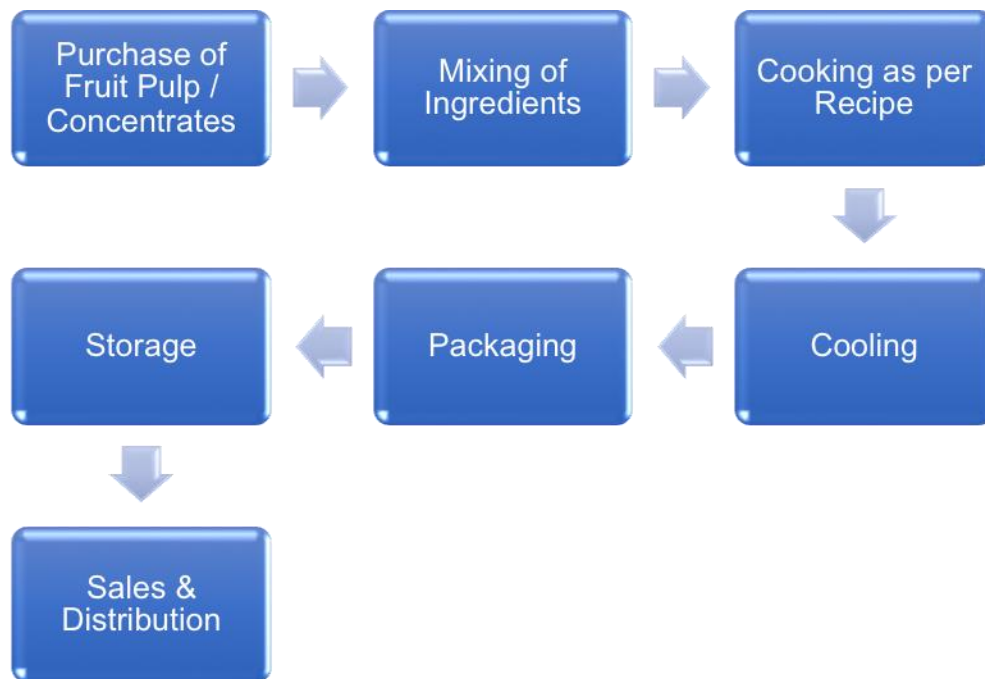 Purchase of
Fruit Pulp /
Concentrates
Mixing of
Ingredients
Cooking as per
Recipe
Cooling
Packaging
Storage
Sales &
Distribution